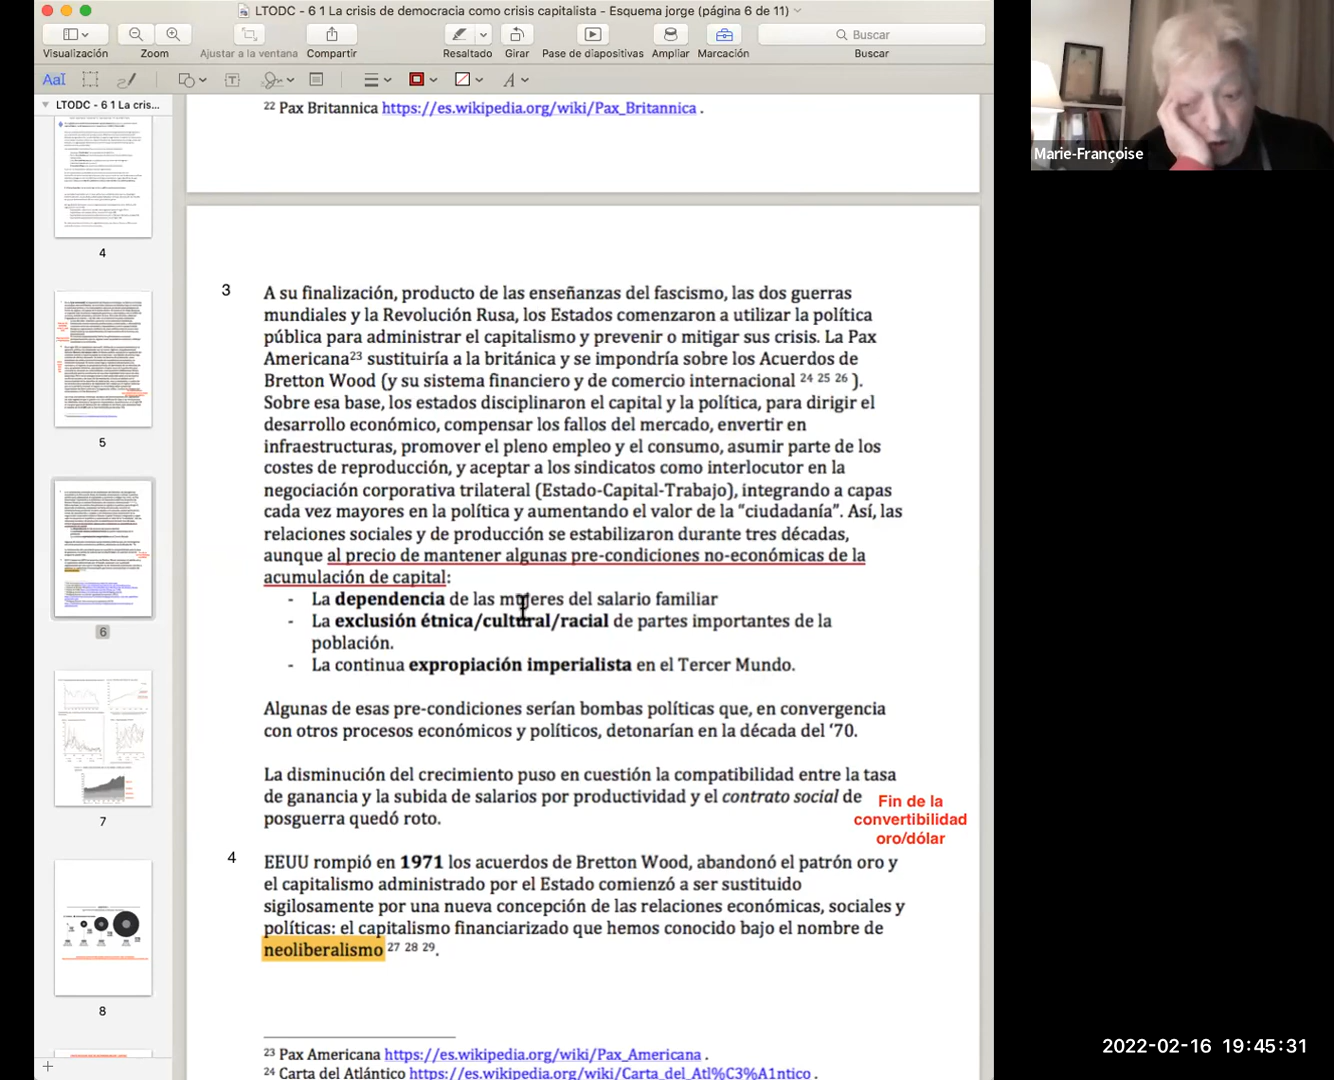 LTODC - 6 1 La crisis de democracia como crisis capitalista - Esquema jorge (página 6 de 11)
Buscar
Visualización
Zoom
Ajustar a la ventana
Compartir
Resaltado
Girar
Pase de diapositivas
Ampliar
Marcación
Buscar
AaI
LTODC - 6 1 La cris...
4
5
6
7
8
22 Pax Britannica https://es.wikipedia.org/wiki/Pax_Britannica .
3
A su finalización, producto de las enseñanzas del fascismo, las dos guerras
mundiales y la Revolución Rusa, los Estados comenzaron a utilizar la política
pública para administrar el capitaismo y prevenir o mitigar sus crisis. La Pax
Americana23 sustituiría a la británica y se impondría sobre los Acuerdos de
Bretton Wood (y su sistema financiero y de comercio internacional 24 25 26 ).
Sobre esa base, los estados disciplinaron el capital y la política, para dirigir el
desarrollo económico, compensar los fallos del mercado, envertir en
infraestructuras, promover el pleno empleo y el consumo, asumir parte de los
costes de reproducción, y aceptar a los sindicatos como interlocutor en la
negociación corporativa trilateral (Estado-Capital-Trabajo), integrando a capas
cada vez mayores en la política y aumentando el valor de la “ciudadanía”. Así, las
relaciones sociales y de producción se estabilizaron durante tres décadas,
aunque al precio de mantener algunas pre-condiciones no-económicas de la
acumulación de capital:
- La dependencia de las mujeres del salario familiar
- La exclusión étnica/cultural/racial de partes importantes de la
población.
- La continua expropiación imperialista en el Tercer Mundo.
Algunas de esas pre-condiciones serían bombas políticas que, en convergencia
con otros procesos económicos y políticos, detonarían en la década del ‘70.
La disminución del crecimiento puso en cuestión la compatibilidad entre la tasa
de ganancia y la subida de salarios por productividad y el contrato social de
posguerra quedó roto.
Fin de la
convertibilidad
oro/dólar
4
EEUU rompió en 1971 los acuerdos de Bretton Wood, abandonó el patrón oro y
el capitalismo administrado por el Estado comienzó a ser sustituido
sigilosamente por una nueva concepción de las relaciones económicas, sociales y
políticas: el capitalismo financiarizado que hemos conocido bajo el nombre de
neoliberalismo 27 28 29.
23 Pax Americana https://es.wikipedia.org/wiki/Pax_Americana .
24 Carta del Atlántico https://es.wikipedia.org/wiki/Carta_del_Atl%C3%A1ntico .
Marie-Françoise
2022-02-16 19:45:31